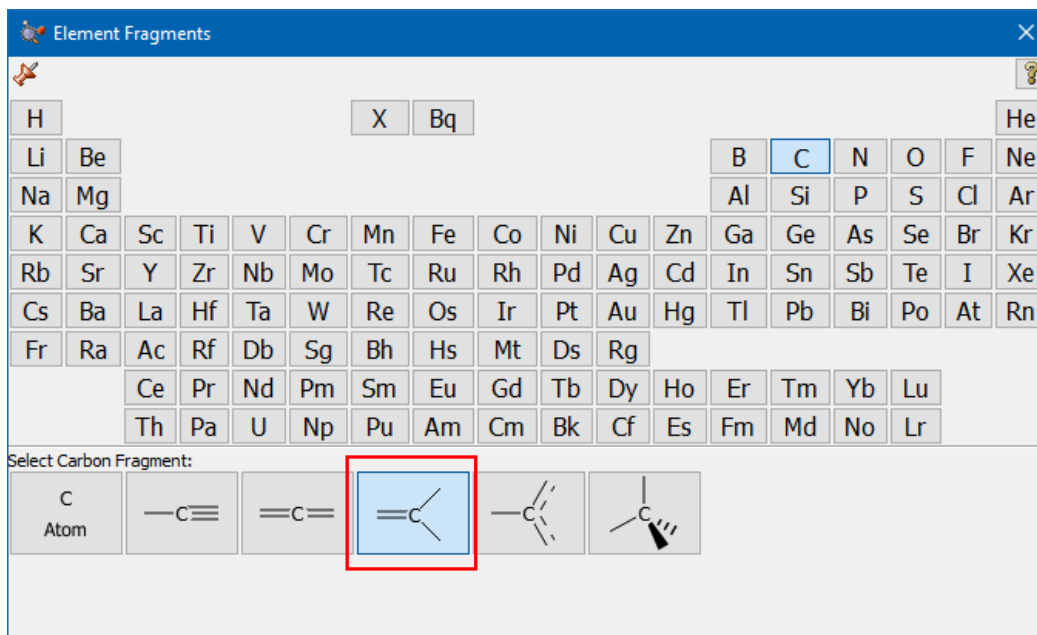 Element Fragments
H X Bq He
Li Be B C N O F Ne
Na Mg Al Si P S Cl Ar
K Ca Sc Ti V Cr Mn Fe Co Ni Cu Zn Ga Ge As Se Br Kr
Rb Sr Y Zr Nb Mo Tc Ru Rh Pd Ag Cd In Sn Sb Te I Xe
Cs Ba La Hf Ta W Re Os Ir Pt Au Hg Tl Pb Bi Po At Rn
Fr Ra Ac Rf Db Sg Bh Hs Mt Ds Rg
Ce Pr Nd Pm Sm Eu Gd Tb Dy Ho Er Tm Yb Lu
Th Pa U Np Pu Am Cm Bk Cf Es Fm Md No Lr
Select Carbon Fragment:
C C C C C C
Atom